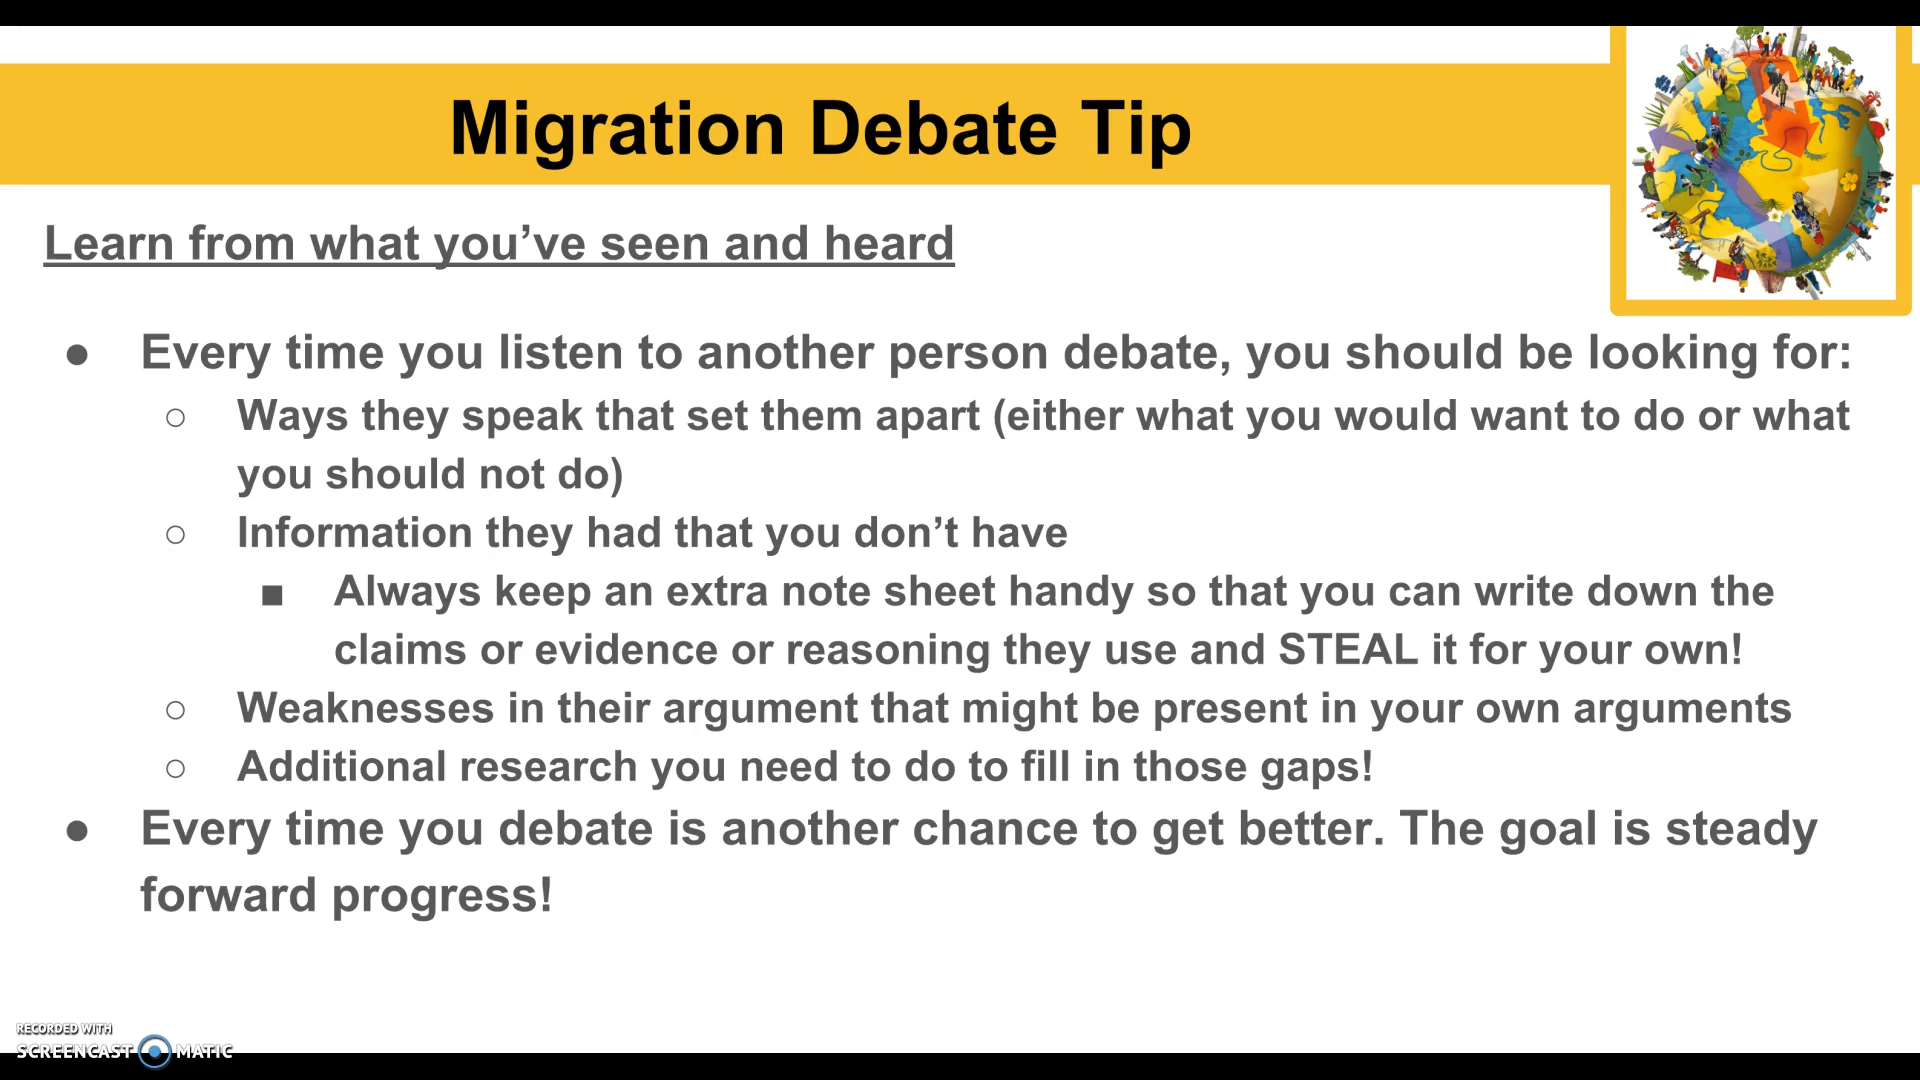 Migration Debate Tip
Learn from what you’ve seen and heard
● Every time you listen to another person debate, you should be looking for:
○ Ways they speak that set them apart (either what you would want to do or what
you should not do)
○ Information they had that you don’t have
■ Always keep an extra note sheet handy so that you can write down the
claims or evidence or reasoning they use and STEAL it for your own!
○ Weaknesses in their argument that might be present in your own arguments
○ Additional research you need to do to fill in those gaps!
● Every time you debate is another chance to get better. The goal is steady
forward progress!
RECORDED WITH
SCREENCAST MATIC